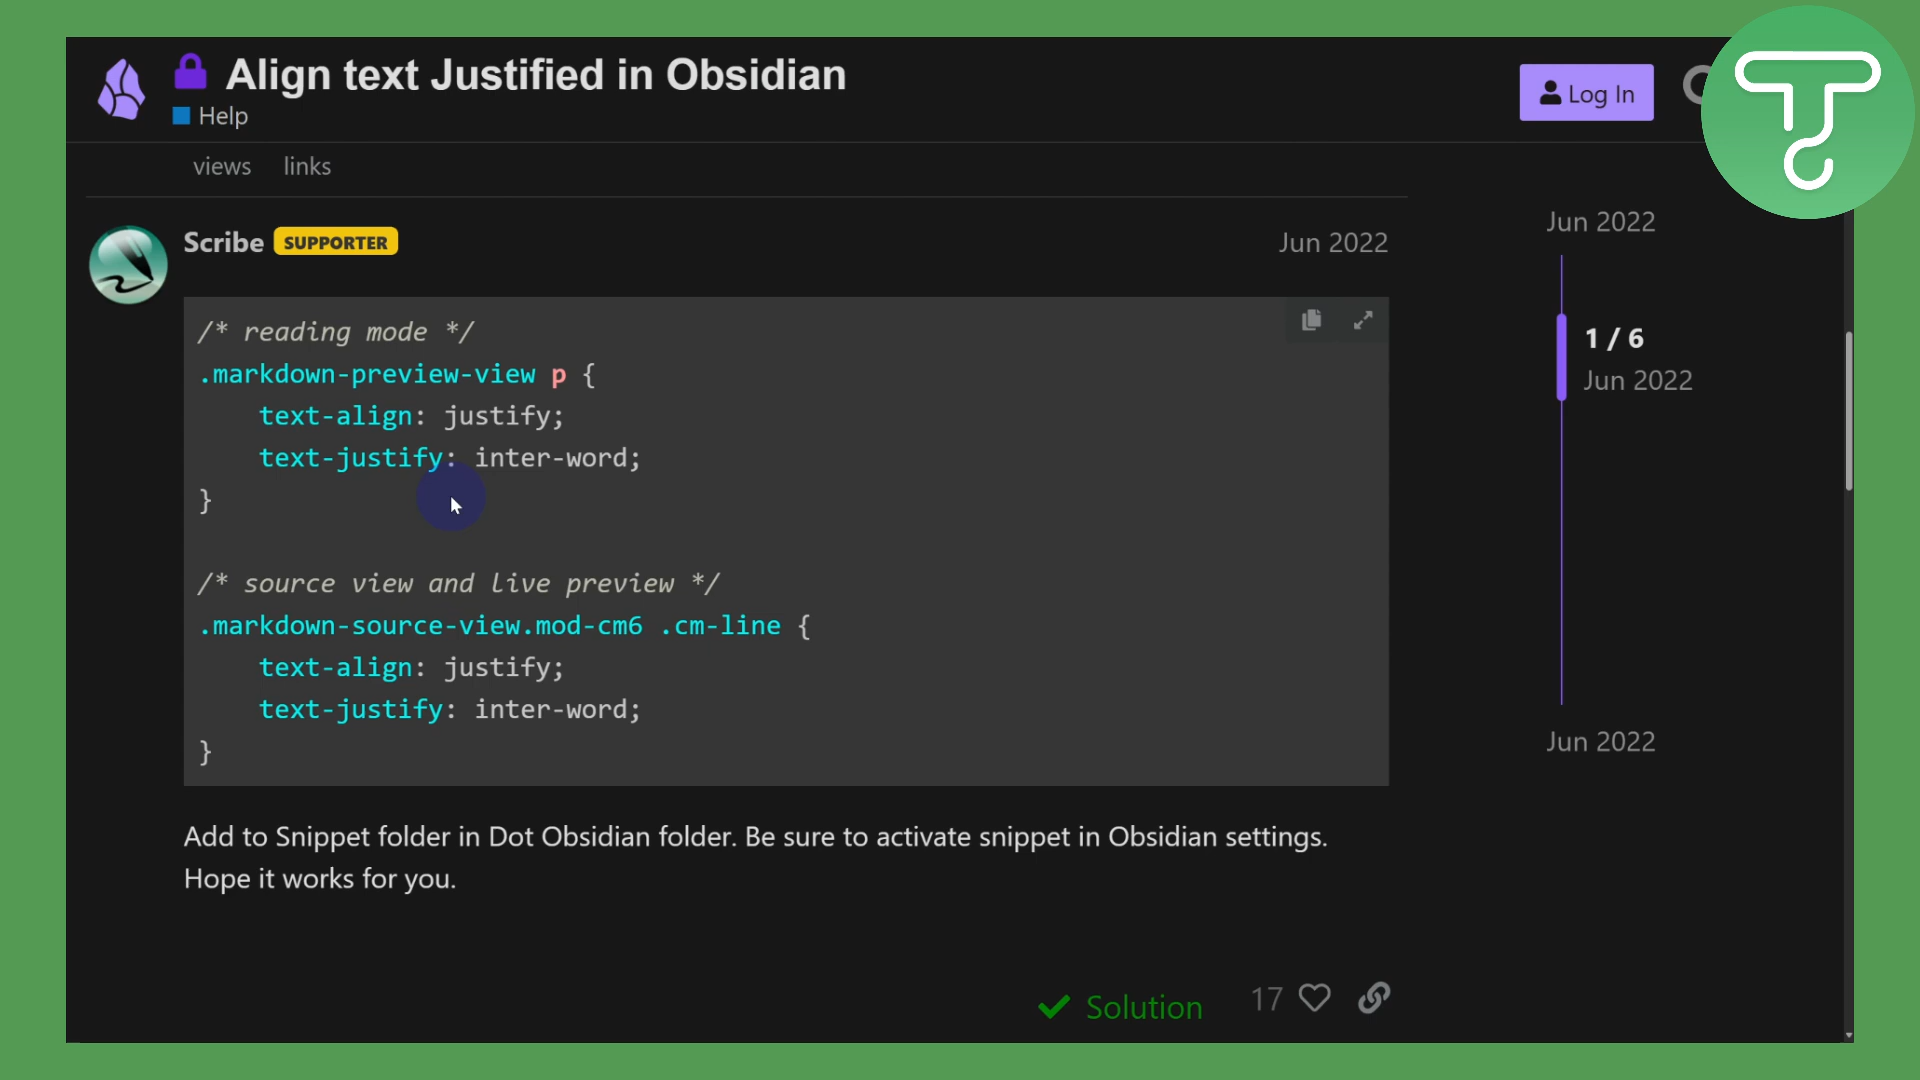 Align text Justified in Obsidian
Help
Log In
views links
Scribe SUPPORTER
Jun 2022
/* reading mode */
.markdown-preview-view p {
    text-align: justify;
    text-justify: inter-word;
}
/* source view and live preview */
.markdown-source-view.mod-cm6 .cm-line {
    text-align: justify;
    text-justify: inter-word;
}
Add to Snippet folder in Dot Obsidian folder. Be sure to activate snippet in Obsidian settings.
Hope it works for you.
Solution
17
Jun 2022
1 / 6
Jun 2022
Jun 2022